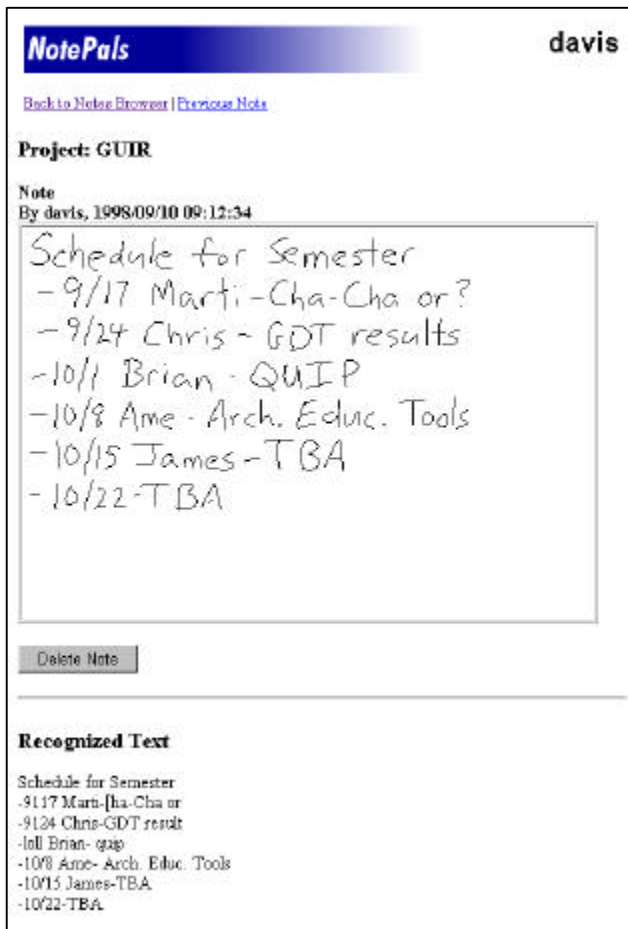 NotePals
davis
Back to Notes Browser | Previous Note
Project: GUIR
Note
By davis, 1998/09/10 09:12:34
Schedule for Semester
- 9/17 Marti - Cha-Cha or?
- 9/24 Chris - GDT results
- 10/1 Brian - QUIP
- 10/8 Ame - Arch. Educ. Tools
- 10/15 James - TBA
- 10/22 - TBA
Delete Note
Recognized Text
Schedule for Semester
-9117 Marti-[ha-Cha or
-9124 Chris-GDT result
-loll Brian- quip
-10/8 Ame- Arch. Educ. Tools
-10/15 James-TBA
-10/22-TBA